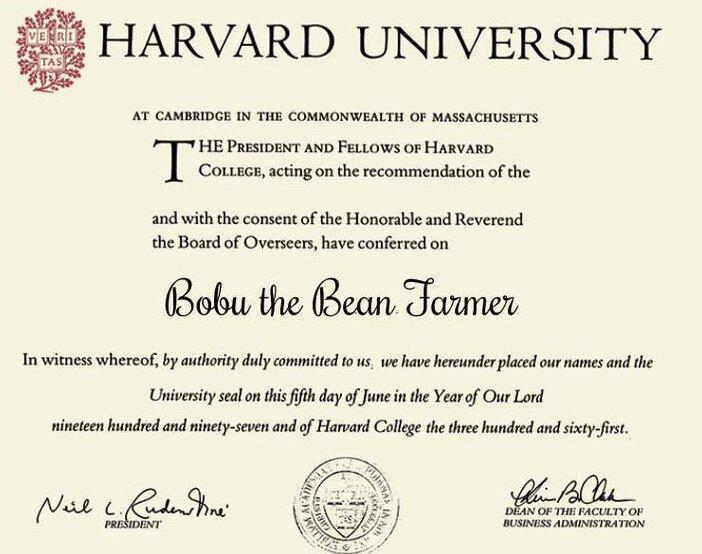 VE RI
TAS
HARVARD UNIVERSITY
AT CAMBRIDGE IN THE COMMONWEALTH OF MASSACHUSETTS
THE PRESIDENT AND FELLOWS OF HARVARD
COLLEGE, acting on the recommendation of the
and with the consent of the Honorable and Reverend
the Board of Overseers, have conferred on
Bobu the Bean Farmer
In witness whereof, by authority duly committed to us, we have hereunder placed our names and the
University seal on this fifth day of June in the Year of Our Lord
nineteen hundred and ninety-seven and of Harvard College the three hundred and sixty-first.
Neil L. Rudenstine
PRESIDENT
DEAN OF THE FACULTY OF
BUSINESS ADMINISTRATION